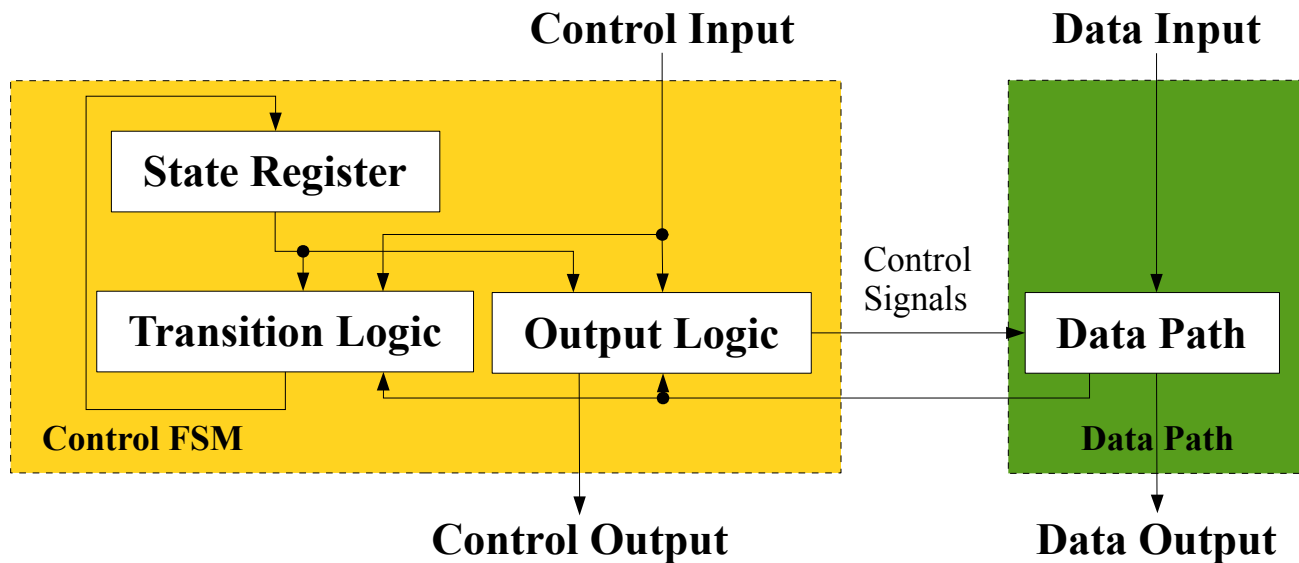 Control Input
Data Input
State Register
Control
Signals
Transition Logic
Output Logic
Data Path
Control FSM
Data Path
Control Output
Data Output